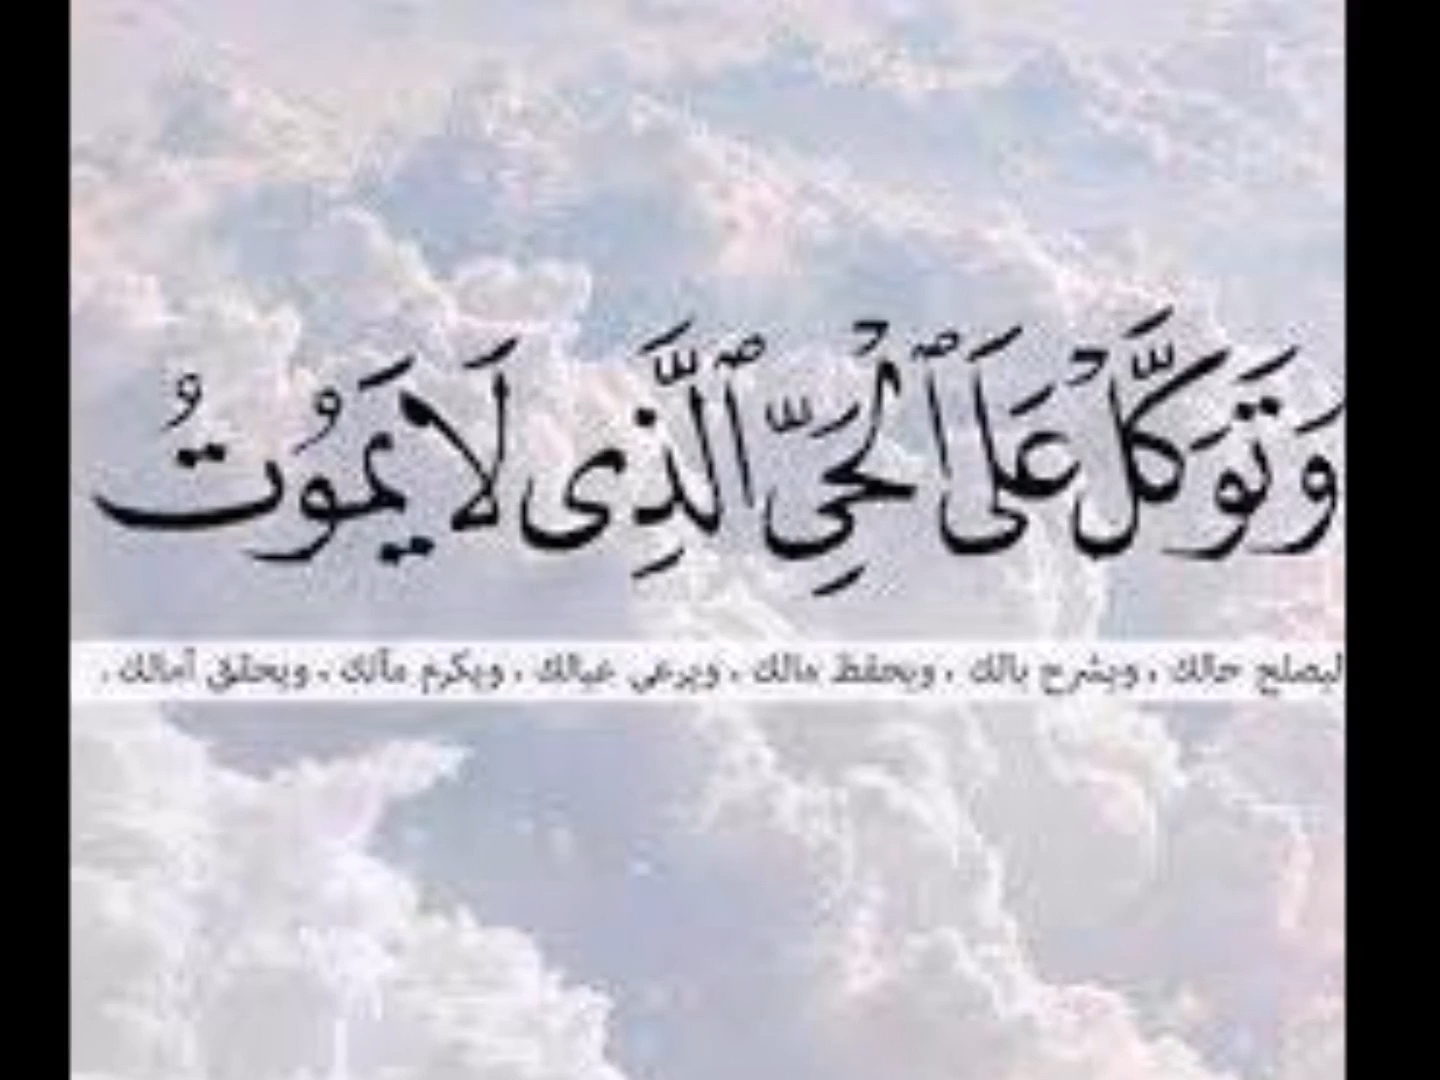 وَتَوَكَّلْ عَلَى ٱلْحَىِّ ٱلَّذِى لَا يَمُوتُ
ليصلح حالك ، ويشرح بالك ، ويحفظ مالك ، ويرعى عيالك ، ويكرم مآلك ، ويحقق آمالك .